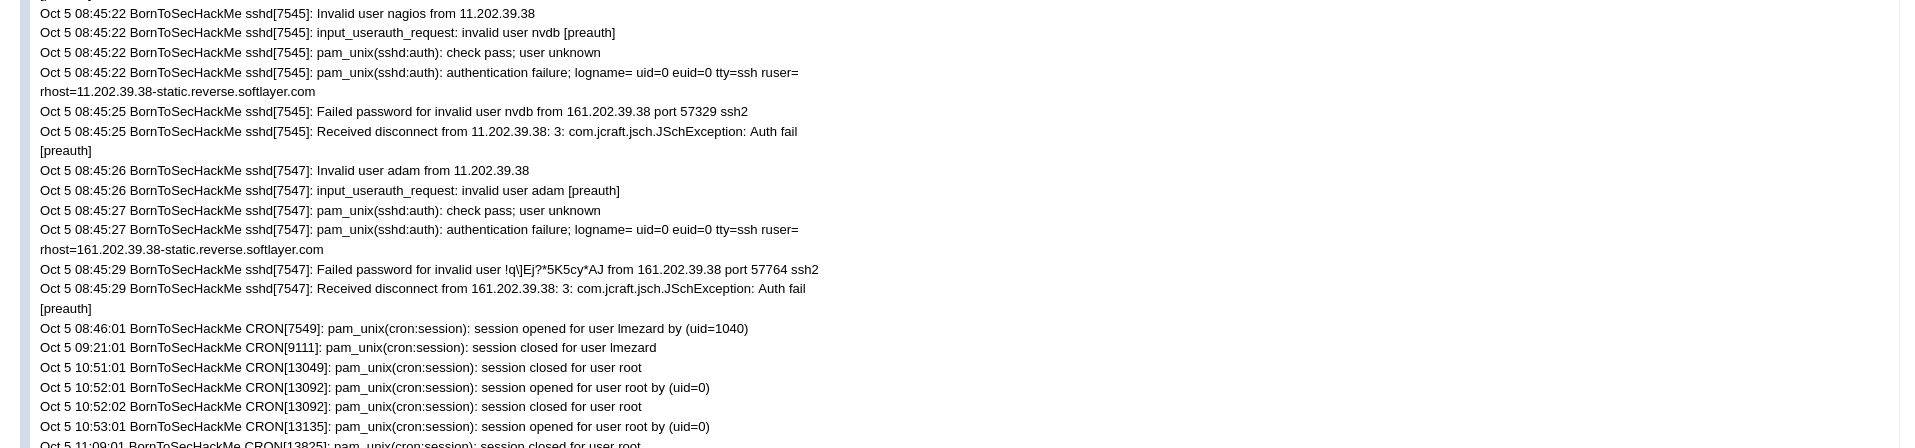 Oct 5 08:45:22 BornToSecHackMe sshd[7545]: Invalid user nagios from 11.202.39.38
Oct 5 08:45:22 BornToSecHackMe sshd[7545]: input_userauth_request: invalid user nvdb [preauth]
Oct 5 08:45:22 BornToSecHackMe sshd[7545]: pam_unix(sshd:auth): check pass; user unknown
Oct 5 08:45:22 BornToSecHackMe sshd[7545]: pam_unix(sshd:auth): authentication failure; logname= uid=0 euid=0 tty=ssh ruser=
rhost=11.202.39.38-static.reverse.softlayer.com
Oct 5 08:45:25 BornToSecHackMe sshd[7545]: Failed password for invalid user nvdb from 161.202.39.38 port 57329 ssh2
Oct 5 08:45:25 BornToSecHackMe sshd[7545]: Received disconnect from 11.202.39.38: 3: com.jcraft.jsch.JSchException: Auth fail
[preauth]
Oct 5 08:45:26 BornToSecHackMe sshd[7547]: Invalid user adam from 11.202.39.38
Oct 5 08:45:26 BornToSecHackMe sshd[7547]: input_userauth_request: invalid user adam [preauth]
Oct 5 08:45:27 BornToSecHackMe sshd[7547]: pam_unix(sshd:auth): check pass; user unknown
Oct 5 08:45:27 BornToSecHackMe sshd[7547]: pam_unix(sshd:auth): authentication failure; logname= uid=0 euid=0 tty=ssh ruser=
rhost=161.202.39.38-static.reverse.softlayer.com
Oct 5 08:45:29 BornToSecHackMe sshd[7547]: Failed password for invalid user !q\]Ej?*5K5cy*AJ from 161.202.39.38 port 57764 ssh2
Oct 5 08:45:29 BornToSecHackMe sshd[7547]: Received disconnect from 161.202.39.38: 3: com.jcraft.jsch.JSchException: Auth fail
[preauth]
Oct 5 08:46:01 BornToSecHackMe CRON[7549]: pam_unix(cron:session): session opened for user lmezard by (uid=1040)
Oct 5 09:21:01 BornToSecHackMe CRON[9111]: pam_unix(cron:session): session closed for user lmezard
Oct 5 10:51:01 BornToSecHackMe CRON[13049]: pam_unix(cron:session): session closed for user root
Oct 5 10:52:01 BornToSecHackMe CRON[13092]: pam_unix(cron:session): session opened for user root by (uid=0)
Oct 5 10:52:02 BornToSecHackMe CRON[13092]: pam_unix(cron:session): session closed for user root
Oct 5 10:53:01 BornToSecHackMe CRON[13135]: pam_unix(cron:session): session opened for user root by (uid=0)
Oct 5 11:09:01 BornToSecHackMe CRON[13825]: pam_unix(cron:session): session closed for user root